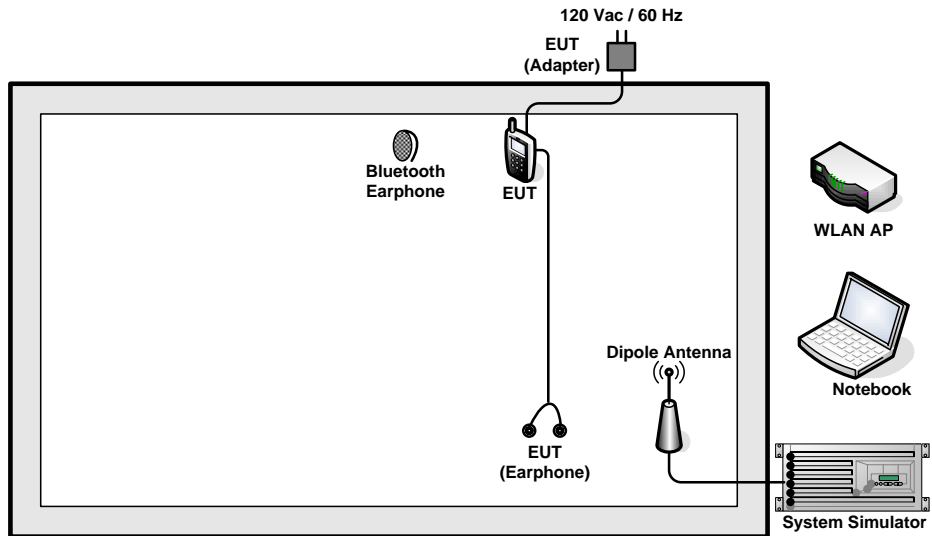 120 Vac / 60 Hz
EUT
(Adapter)
Bluetooth
Earphone
EUT
WLAN AP
Dipole Antenna
Notebook
EUT
(Earphone)
System Simulator